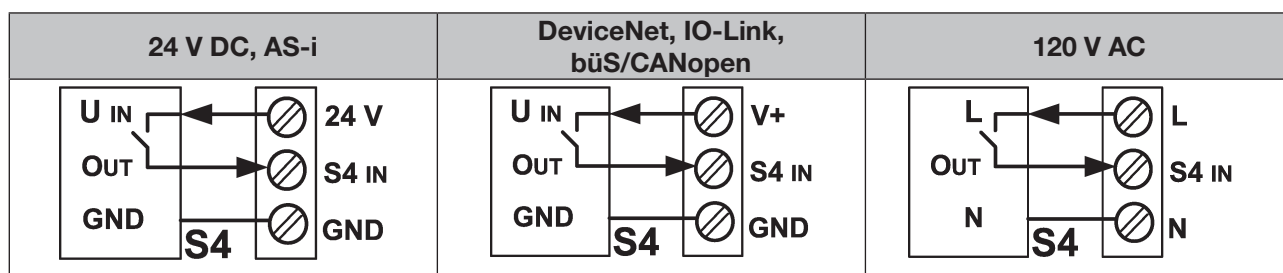 24 V DC, AS-i
DeviceNet, IO-Link,
büS/CANopen
120 V AC
U IN
24 V
OUT
S4 IN
GND
GND
S4
U IN
V+
OUT
S4 IN
GND
GND
S4
L
L
OUT
S4 IN
N
N
S4